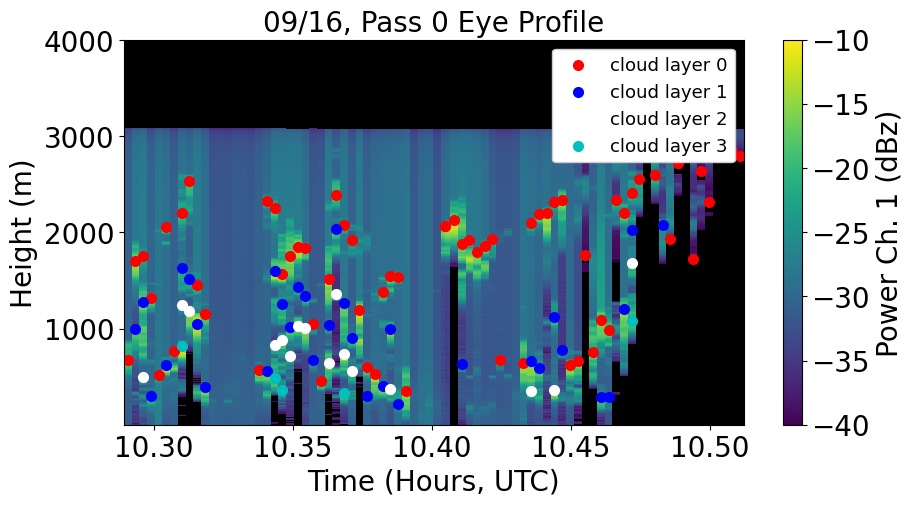 09/16, Pass 0 Eye Profile
4000
3000
2000
1000
Height (m)
10.30
10.35
10.40
10.45
10.50
Time (Hours, UTC)
cloud layer 0
cloud layer 1
cloud layer 2
cloud layer 3
−10
−15
−20
−25
−30
−35
−40
Power Ch. 1 (dBz)